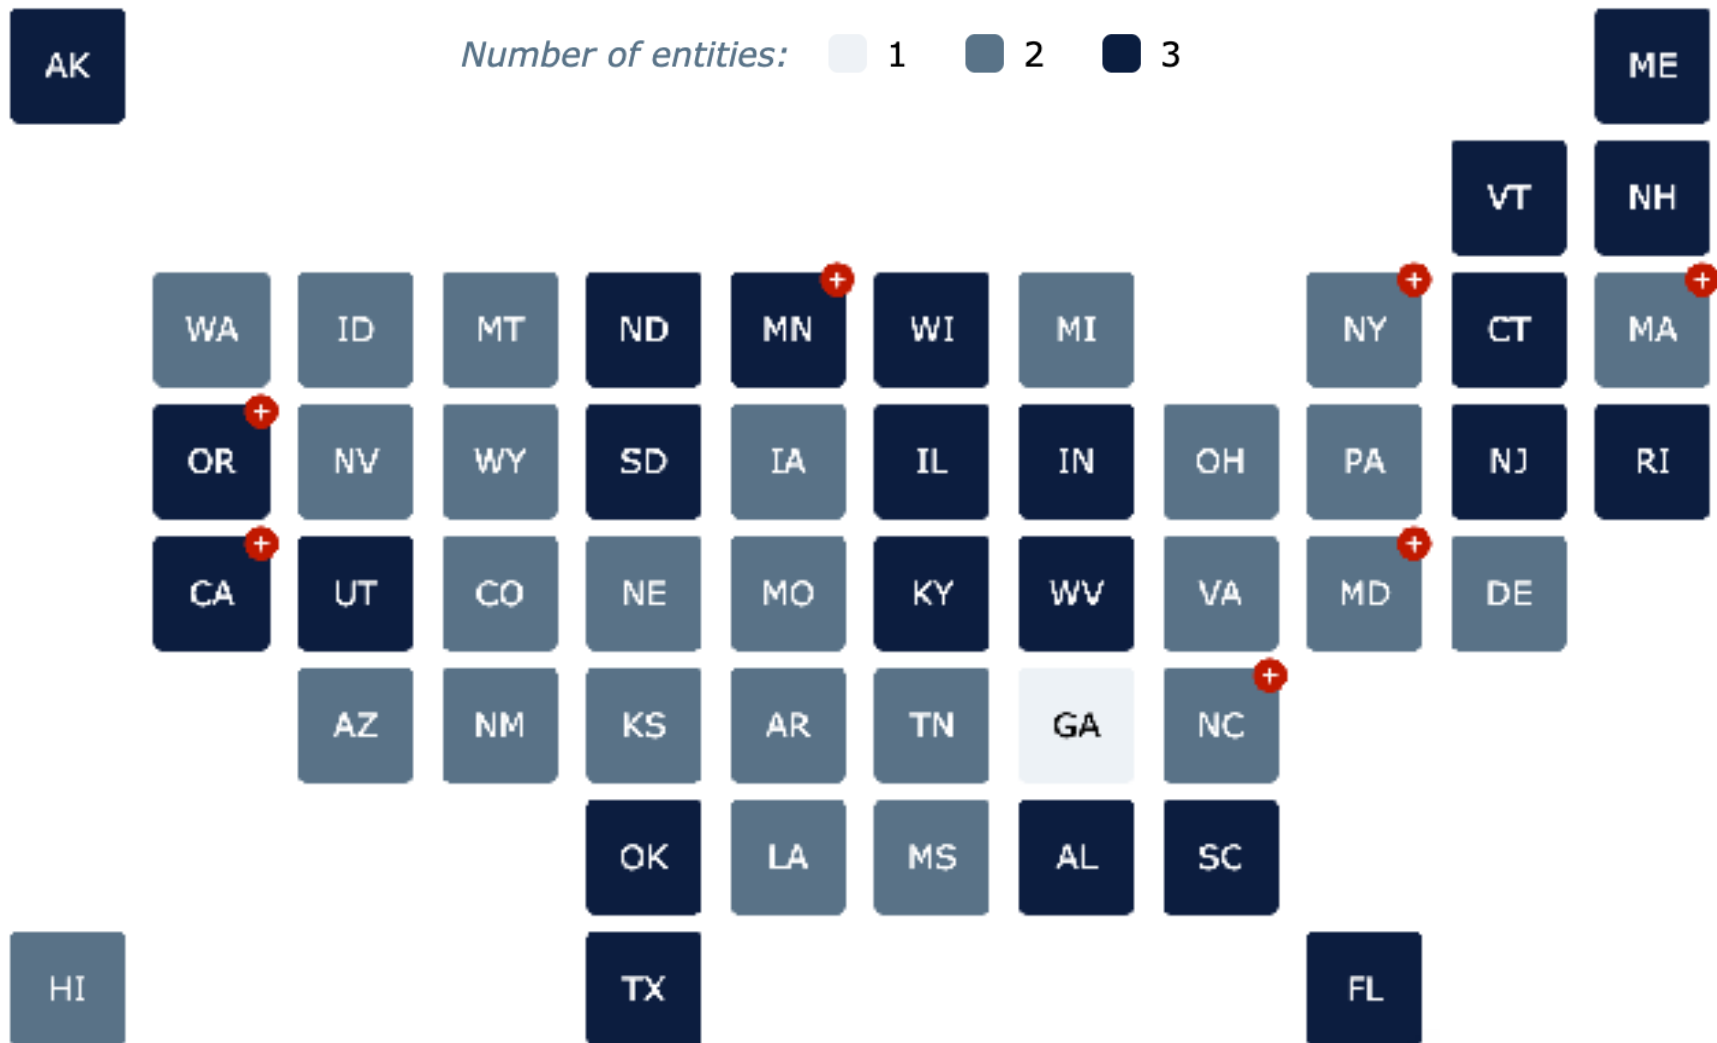 AK Number of entities: 1 2 3 ME
VT NH
+ + +
WA ID MT ND MN WI MI NY CT MA
+
OR NV WY SD IA IL IN OH PA NJ RI
+ +
CA UT CO NE MO KY WV VA MD DE
+
AZ NM KS AR TN GA NC
OK LA MS AL SC
HI TX FL